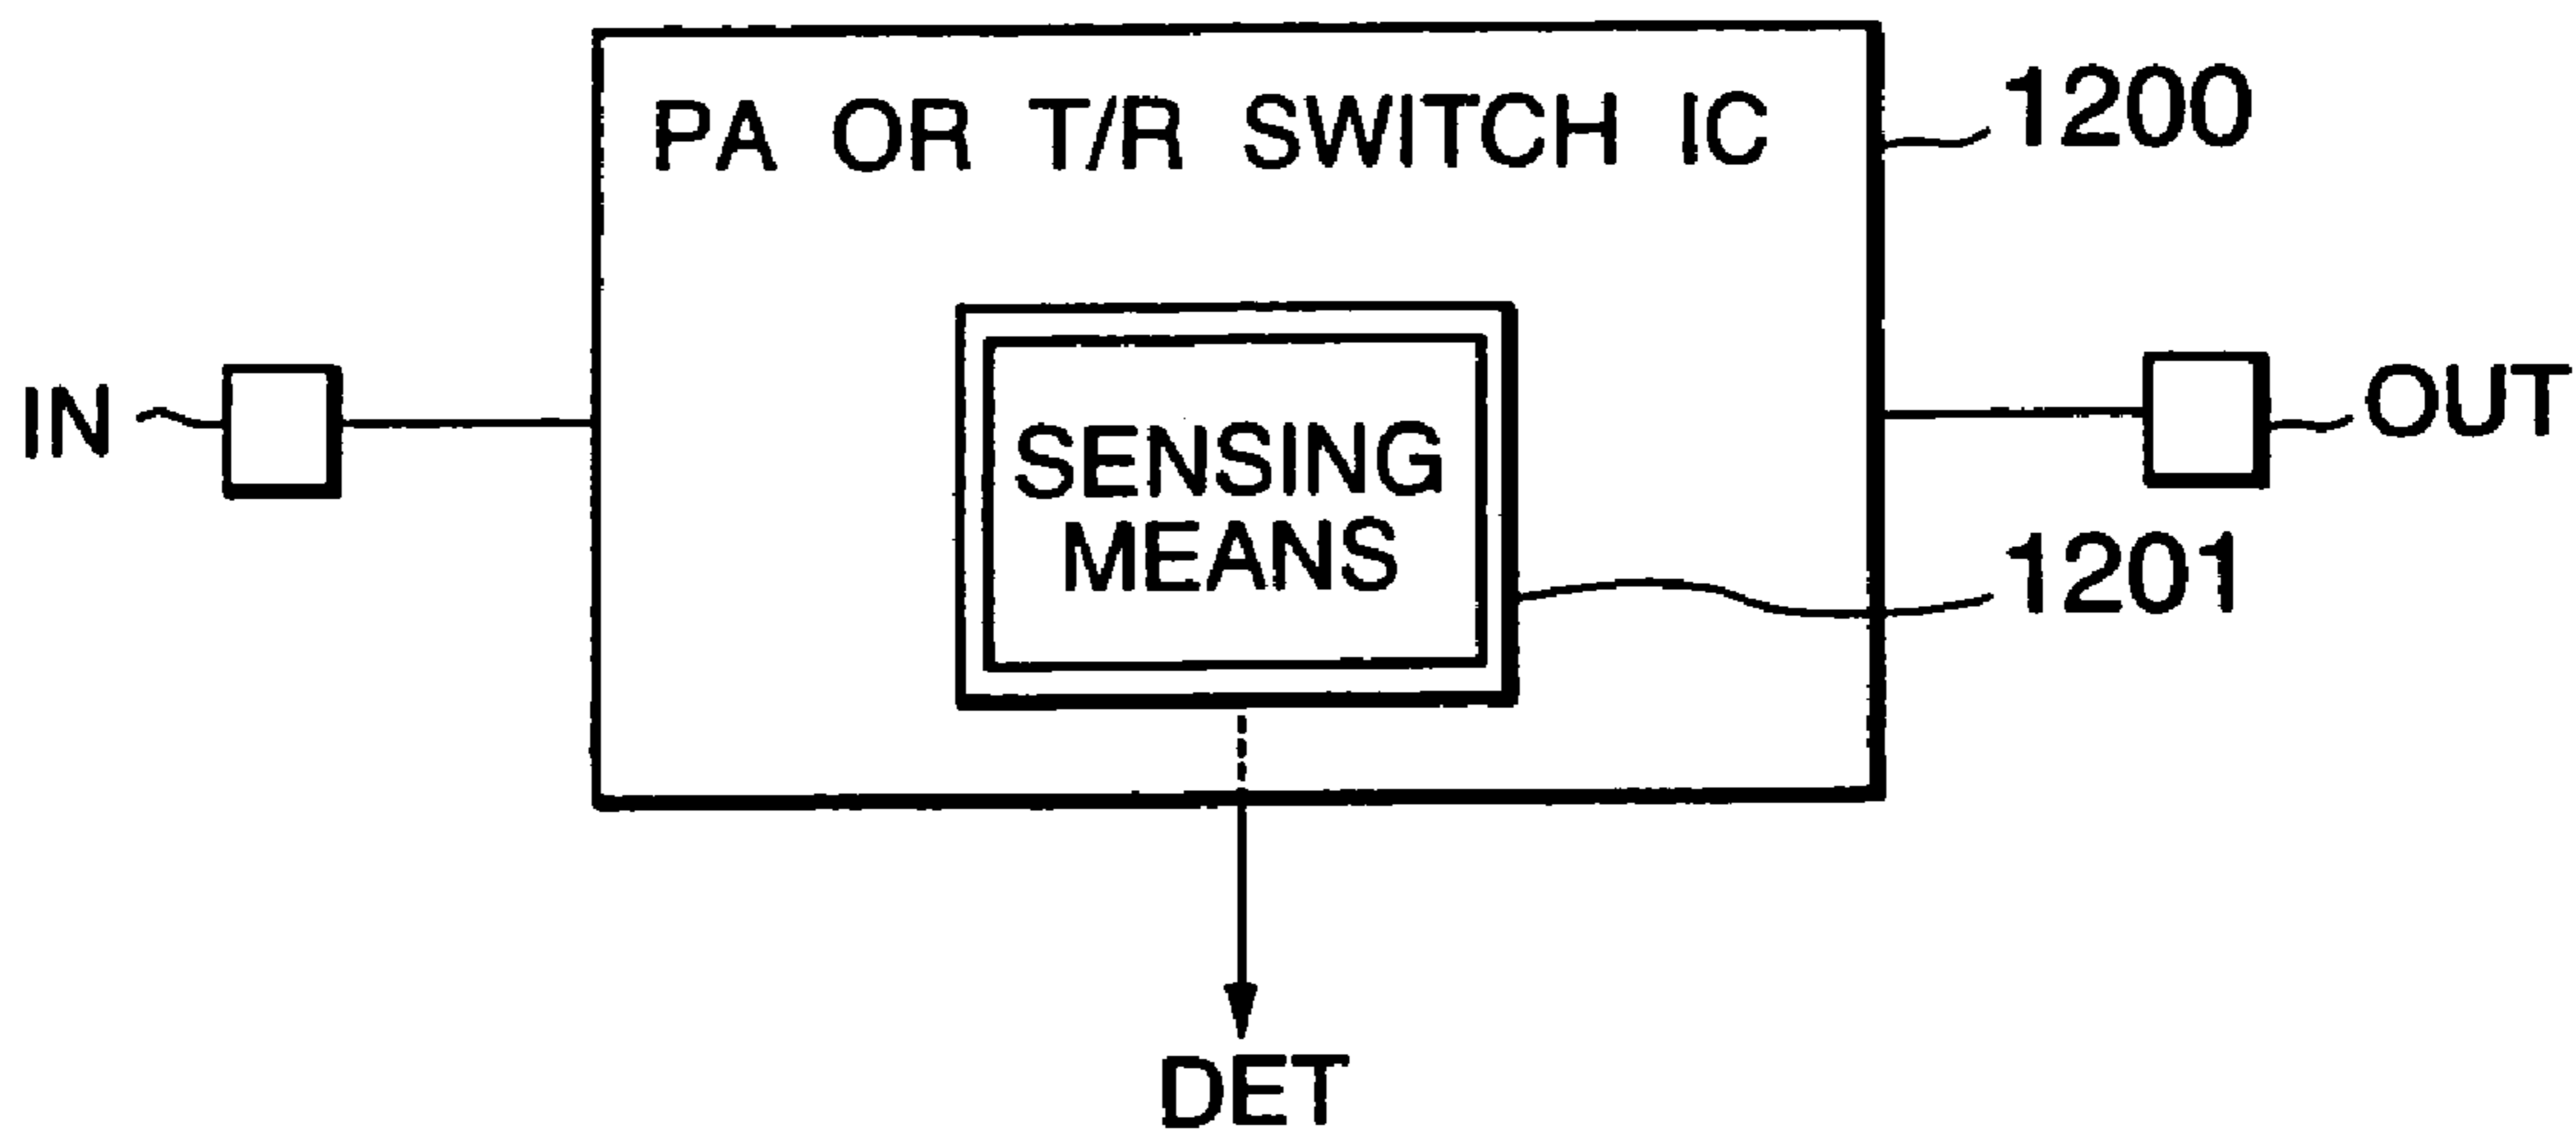 PA OR T/R SWITCH IC
1200
IN
SENSING
MEANS
OUT
1201
DET